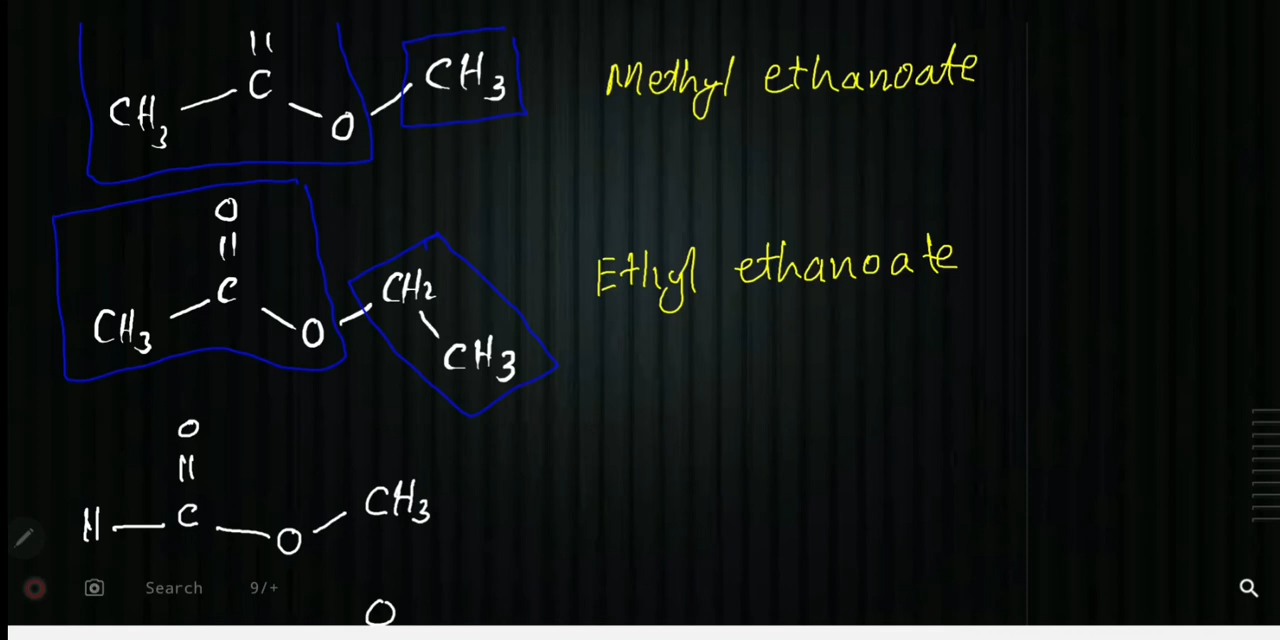 ||
CH3 C O CH3 Methyl ethanoate
O
||
CH3 C O CH2 CH3 Ethyl ethanoate
O
||
H C O CH3
Search 9/+
O